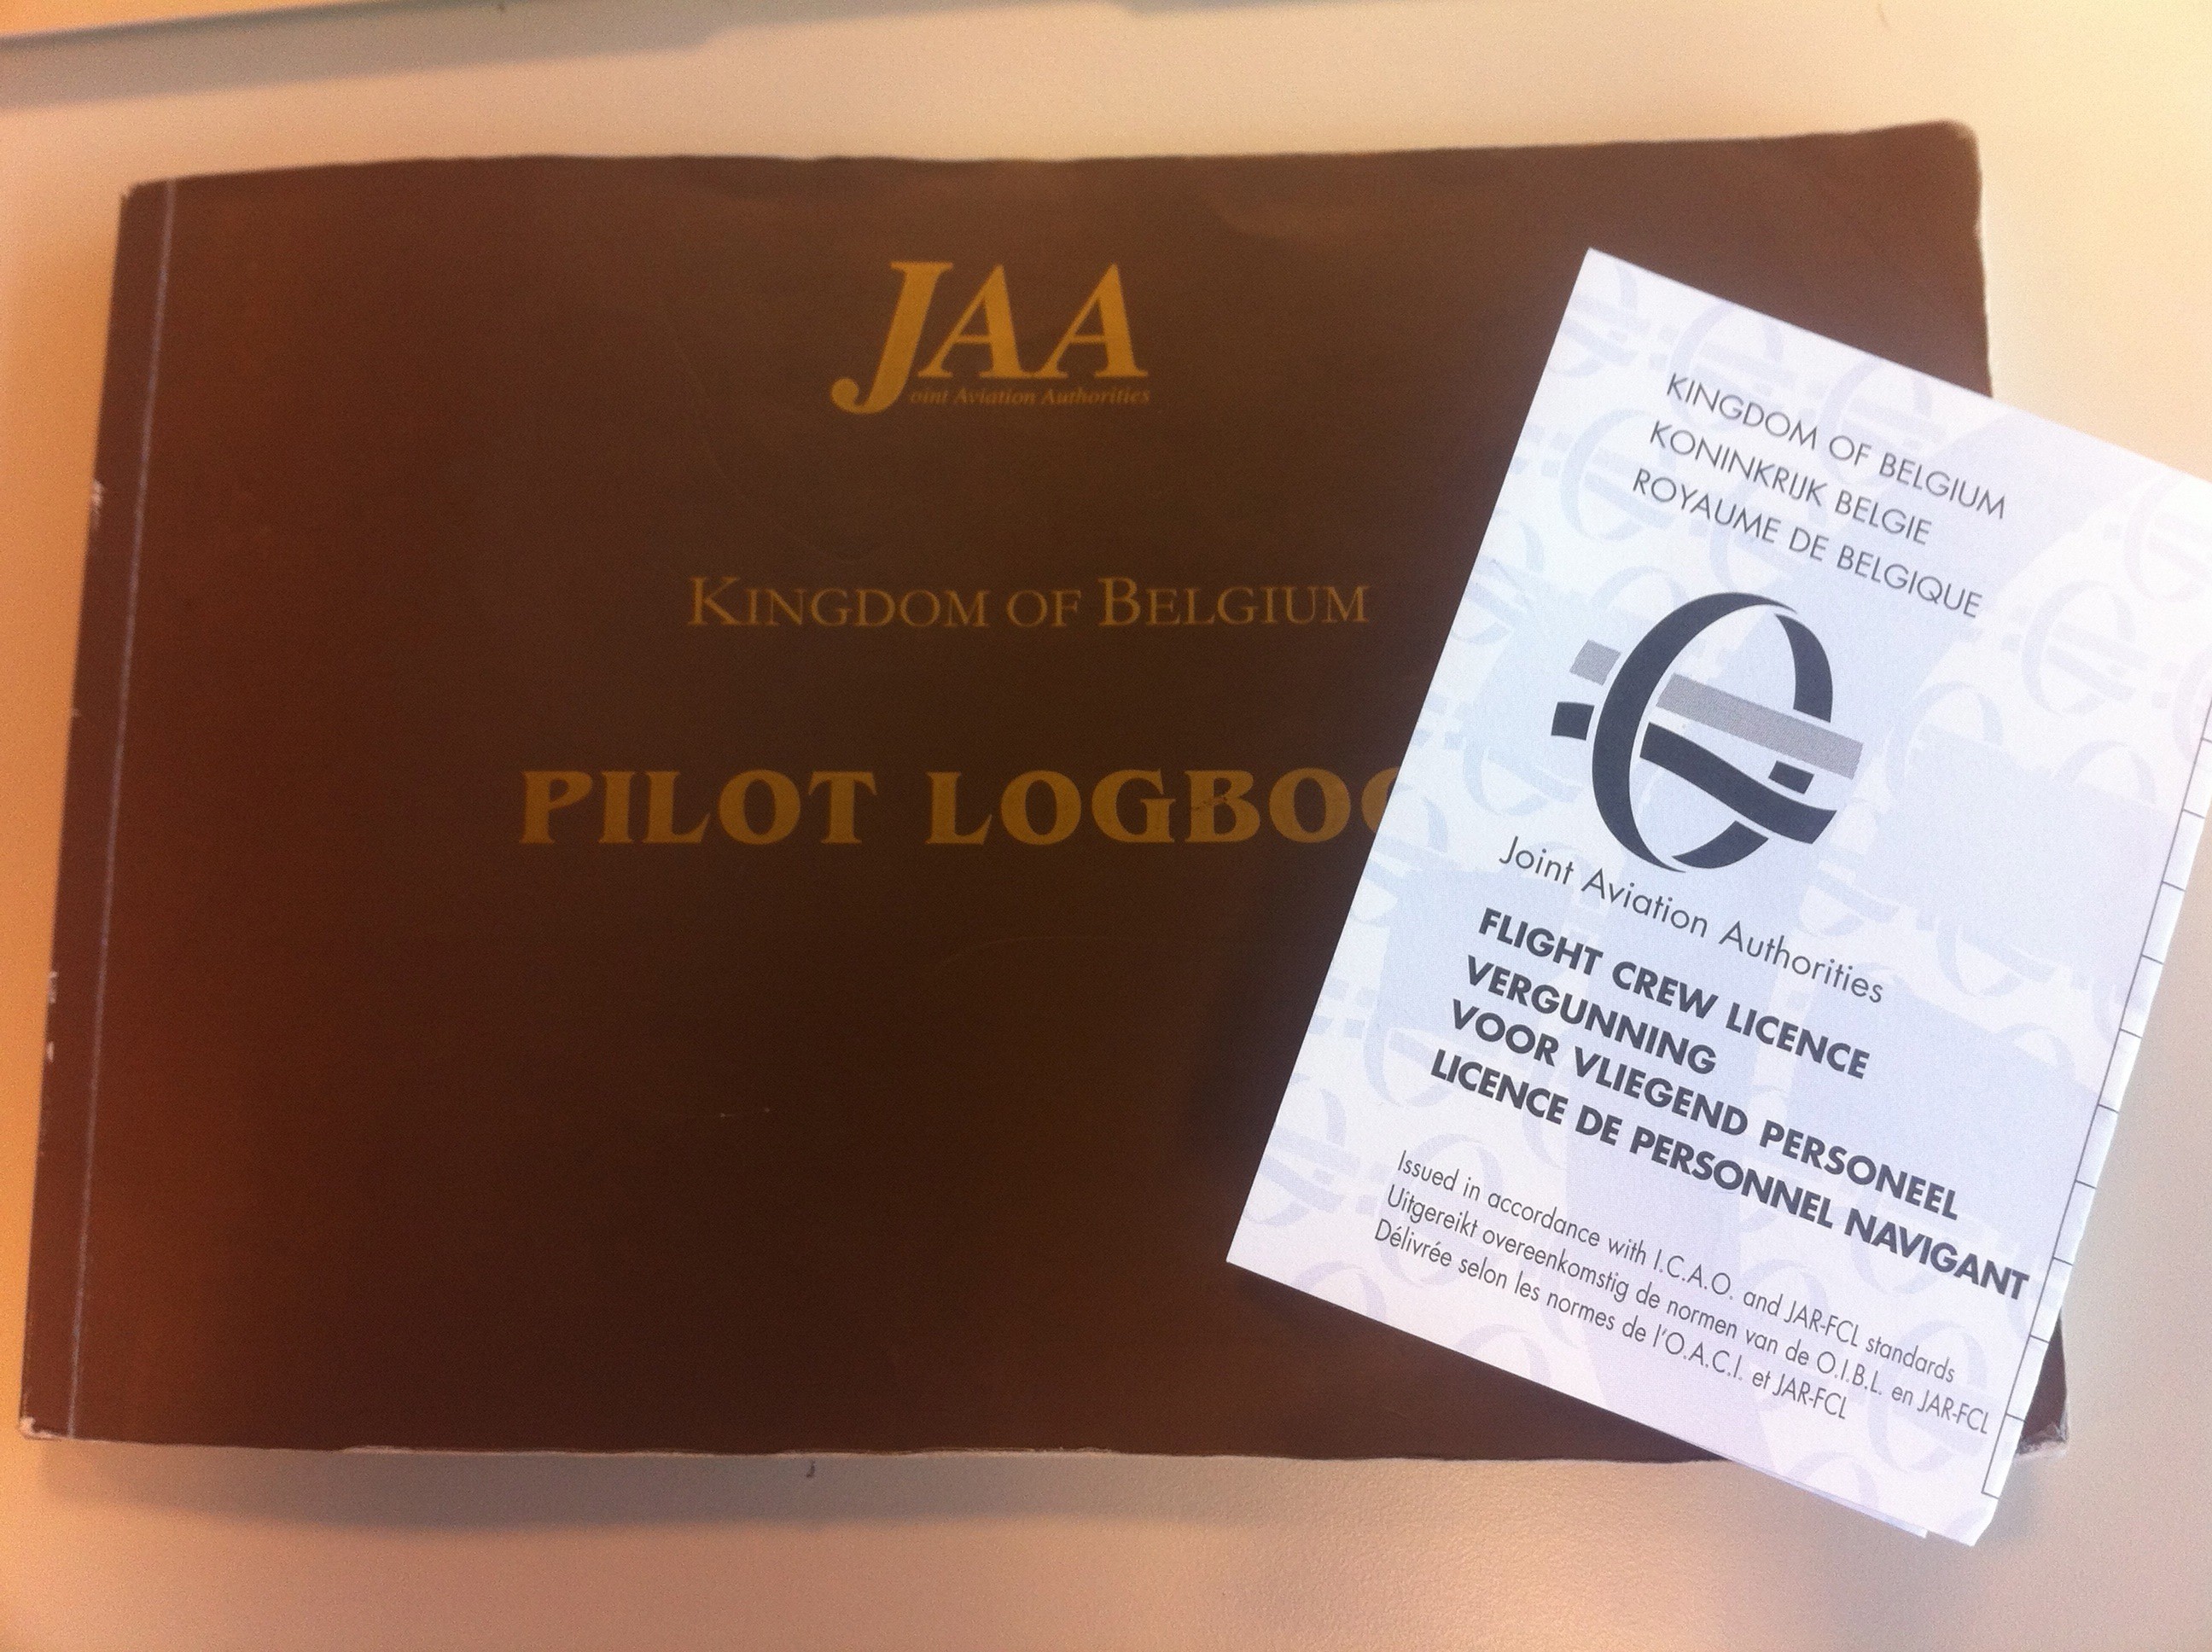 JAA
Joint Aviation Authorities
KINGDOM OF BELGIUM
PILOT LOGBOO
KINGDOM OF BELGIUM
KONINKRIJK BELGIE
ROYAUME DE BELGIQUE
Joint Aviation Authorities
FLIGHT CREW LICENCE
VERGUNNING
VOOR VLIEGEND PERSONEEL
LICENCE DE PERSONNEL NAVIGANT
Issued in accordance with I.C.A.O. and JAR-FCL standards
Uitgereikt overeenkomstig de normen van de O.I.B.L. en JAR-FCL
Délivrée selon les normes de l'O.A.C.I. et JAR-FCL